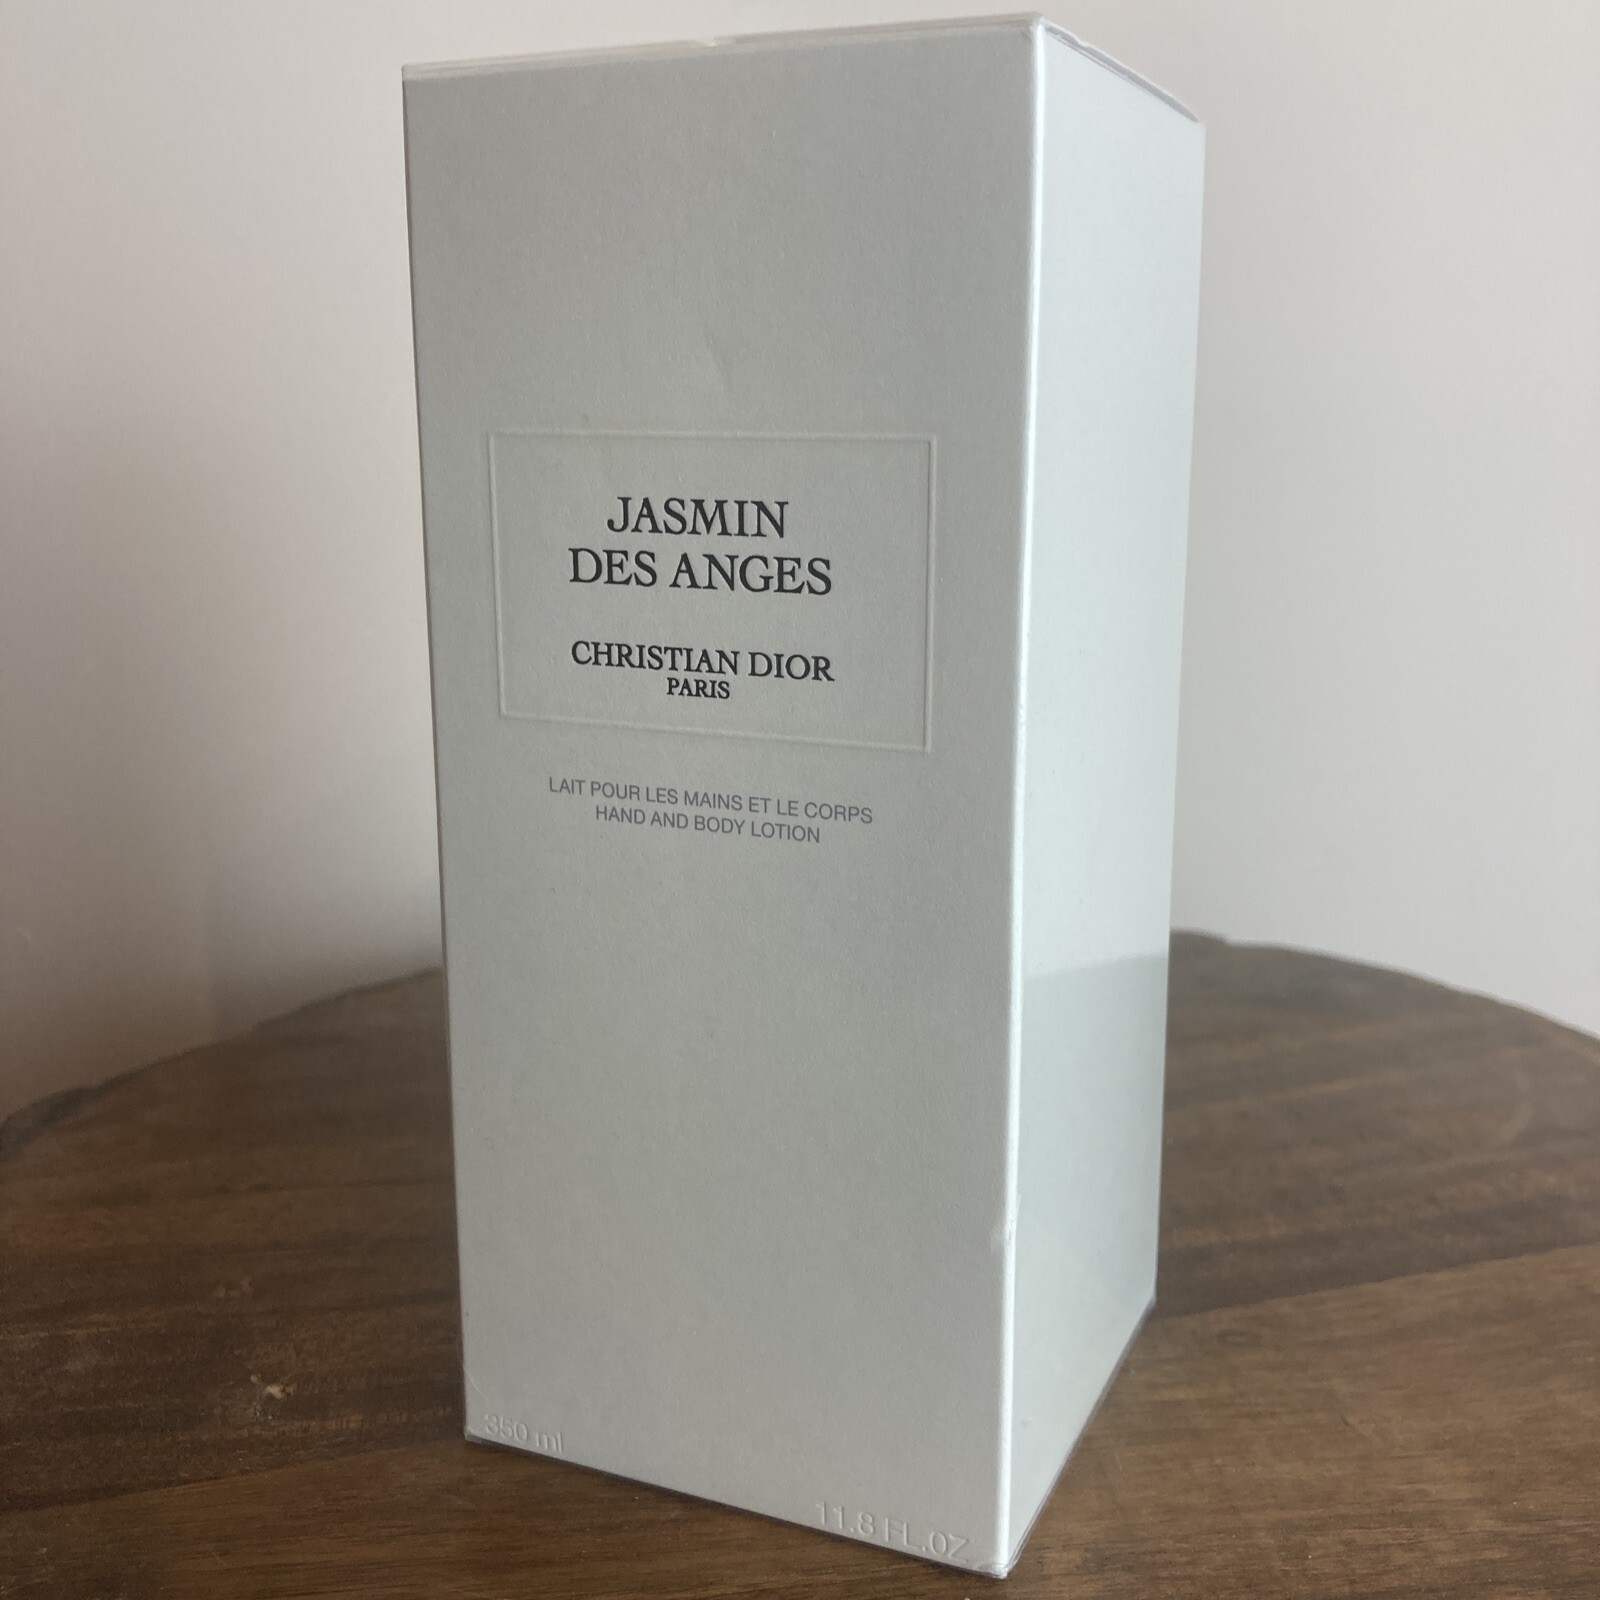 JASMIN
DES ANGES
CHRISTIAN DIOR
PARIS
LAIT POUR LES MAINS ET LE CORPS
HAND AND BODY LOTION
350 ml
11.8 FL.OZ